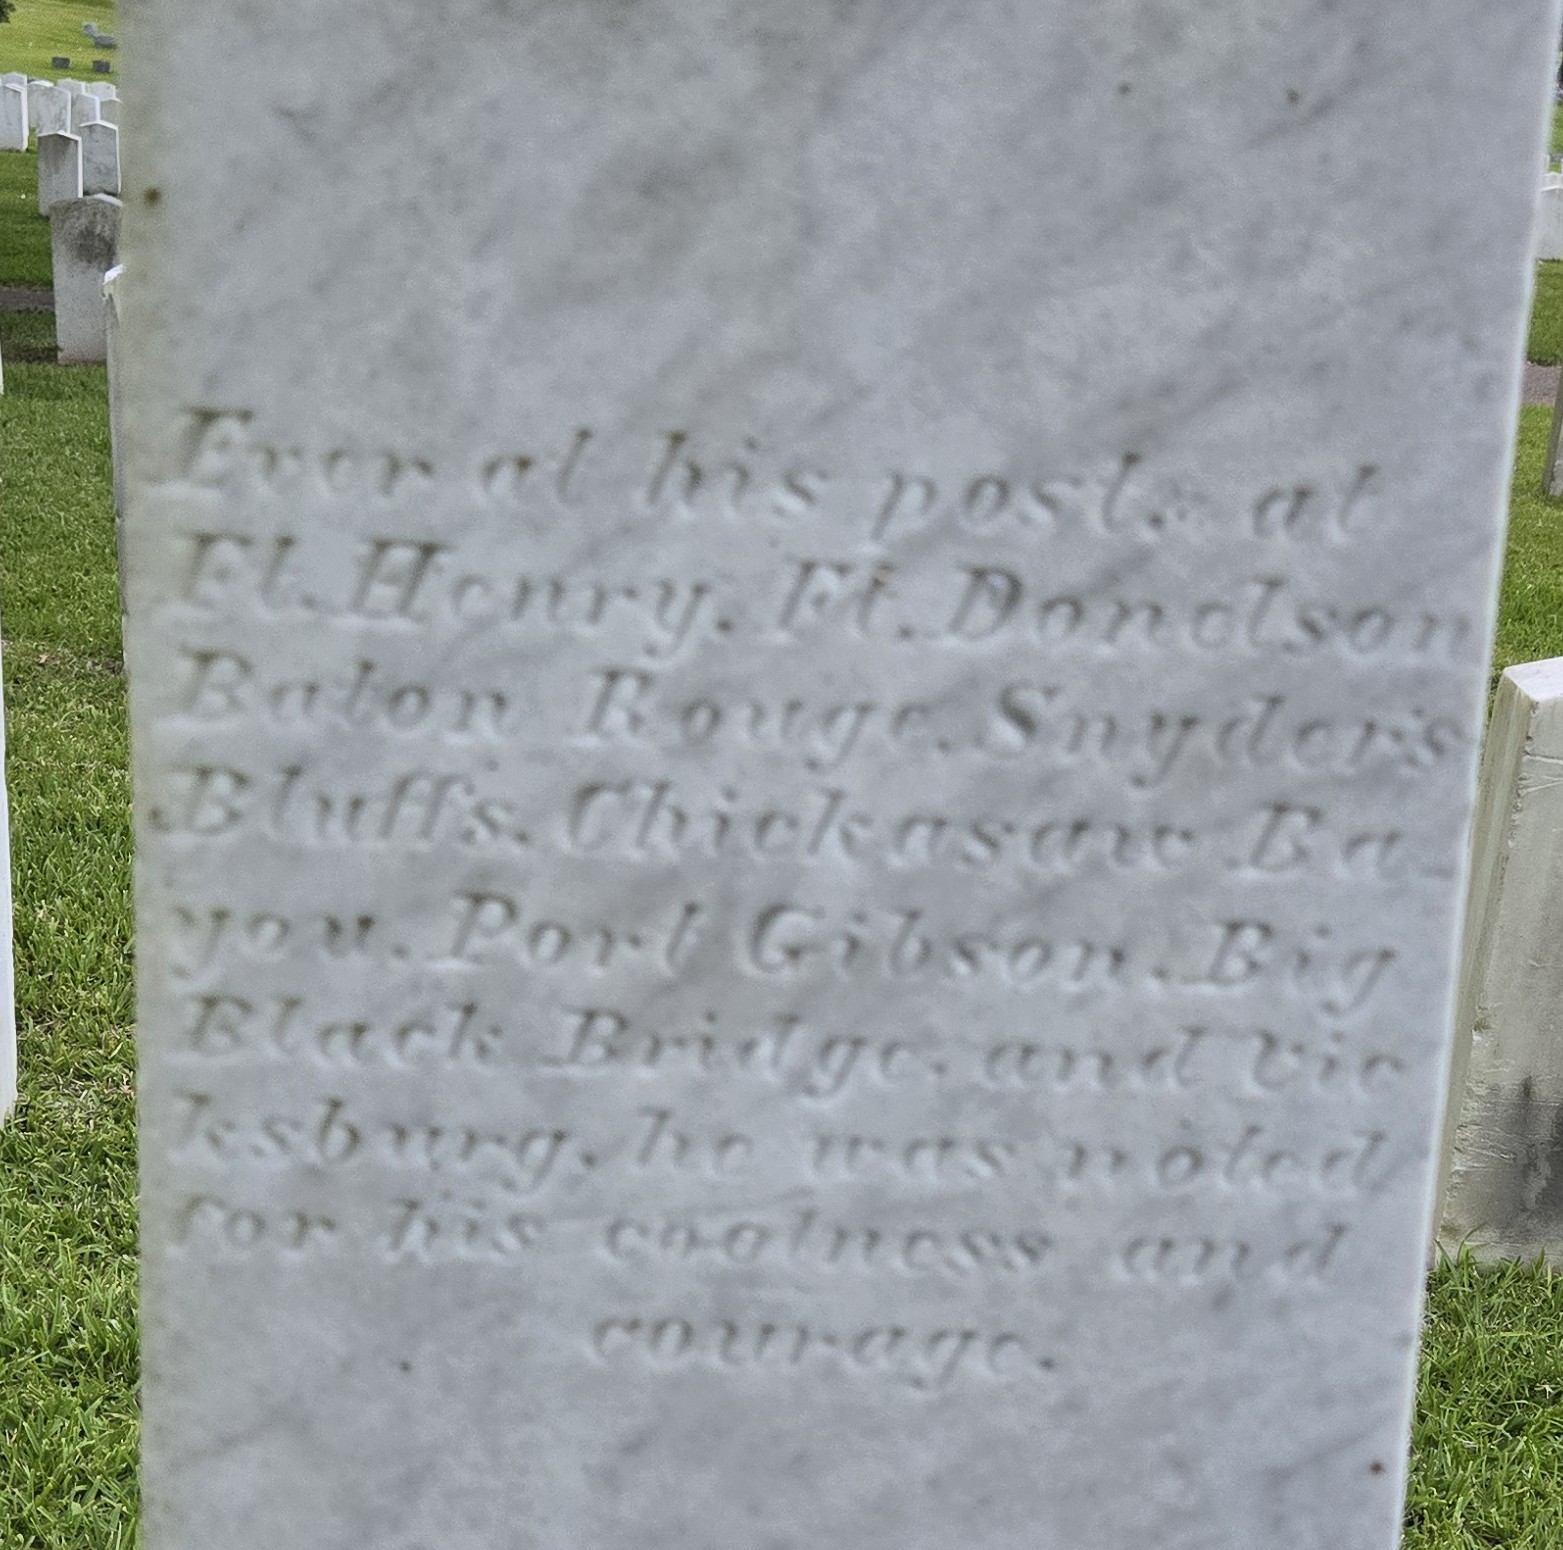 Ever at his post. at
Ft. Henry. Ft. Donelson
Baton Rouge. Snyder's
Bluffs. Chickasaw Ba_
you. Port Gibson. Big
Black Bridge. and Vic
ksburg. he was noted
for his coolness and
courage.